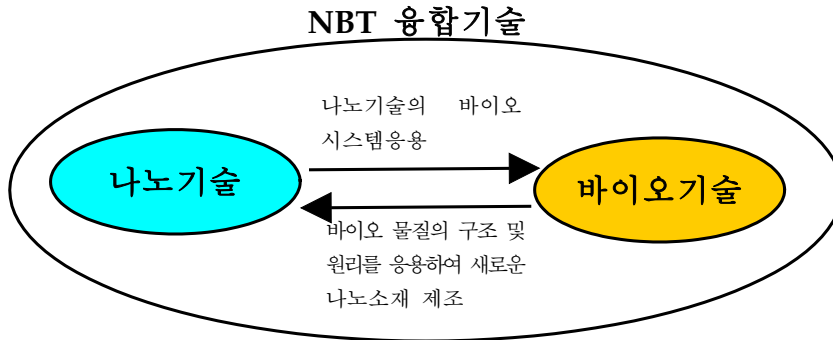 NBT 융합기술
나노기술의 바이오
시스템응용
나노기술
바이오기술
바이오 물질의 구조 및
원리를 응용하여 새로운
나노소재 제조